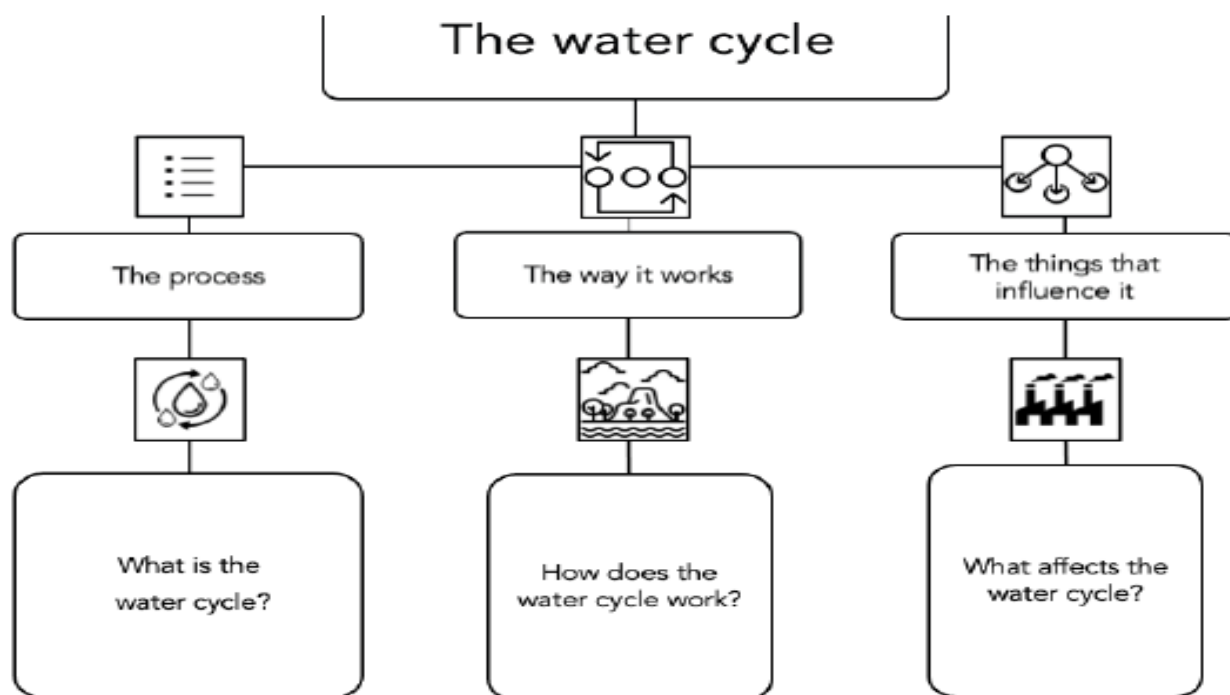 The water cycle
The process
The way it works
The things that
influence it
What is the
water cycle?
How does the
water cycle work?
What affects the
water cycle?